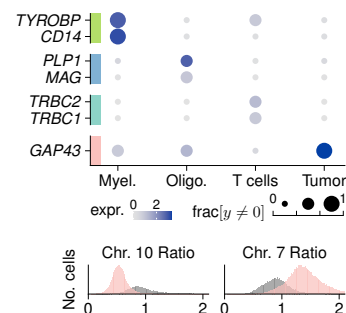 TYROBP
CD14
PLP1
MAG
TRBC2
TRBC1
GAP43
Myel. Oligo. T cells Tumor
expr. 0 2 frac[y ≠ 0] 0 1
Chr. 10 Ratio Chr. 7 Ratio
No. cells
0 1 2 0 1 2